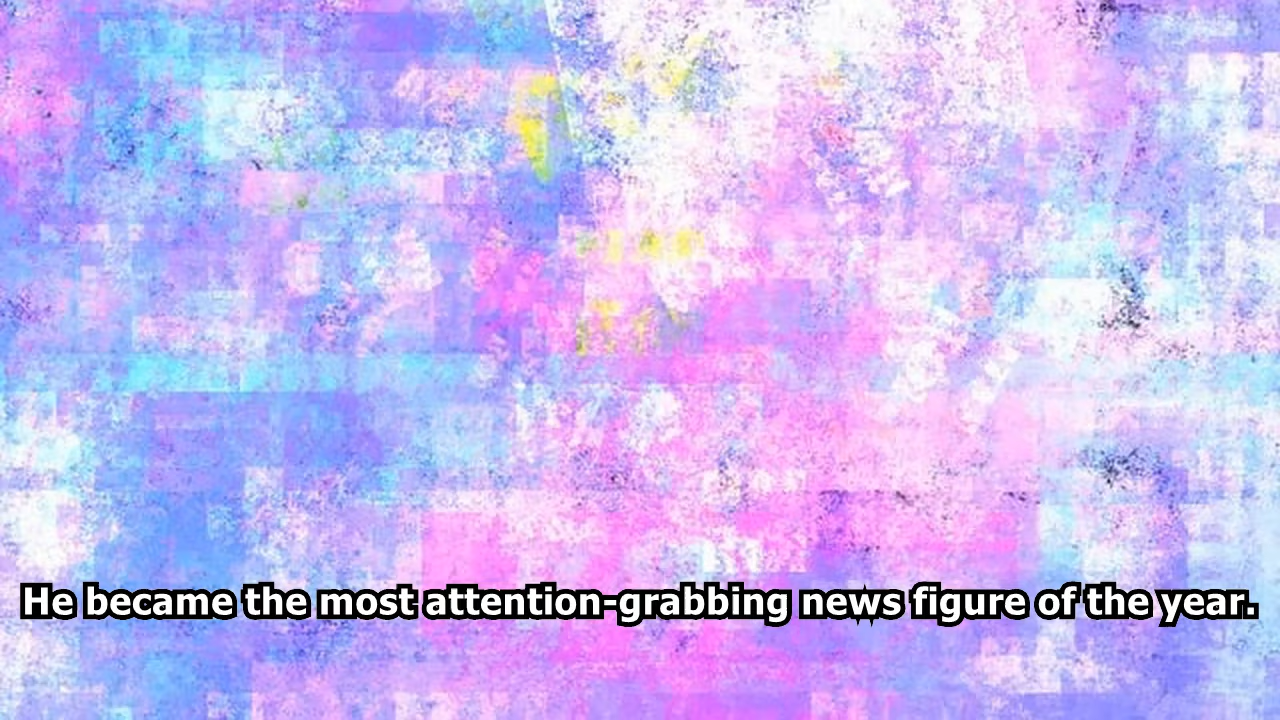 He became the most attention-grabbing news figure of the year.